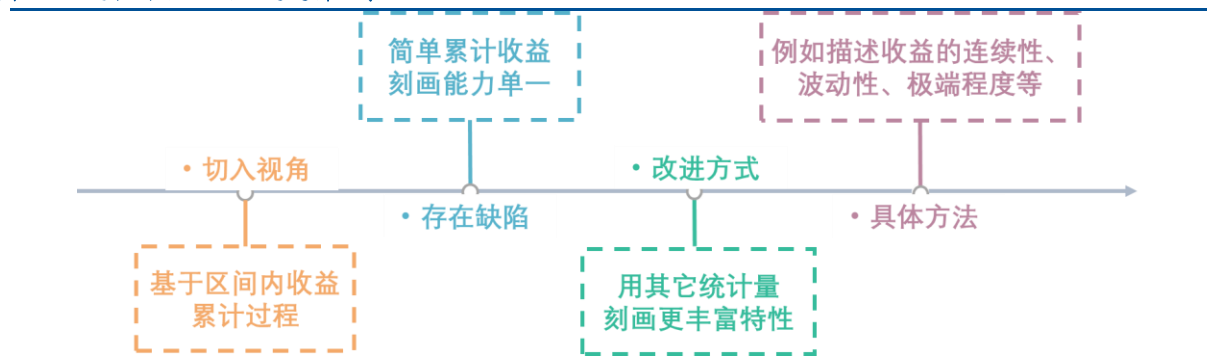 简单累计收益
刻画能力单一
例如描述收益的连续性、
波动性、极端程度等
• 切入视角
• 改进方式
• 存在缺陷
• 具体方法
基于区间内收益
累计过程
用其它统计量
刻画更丰富特性